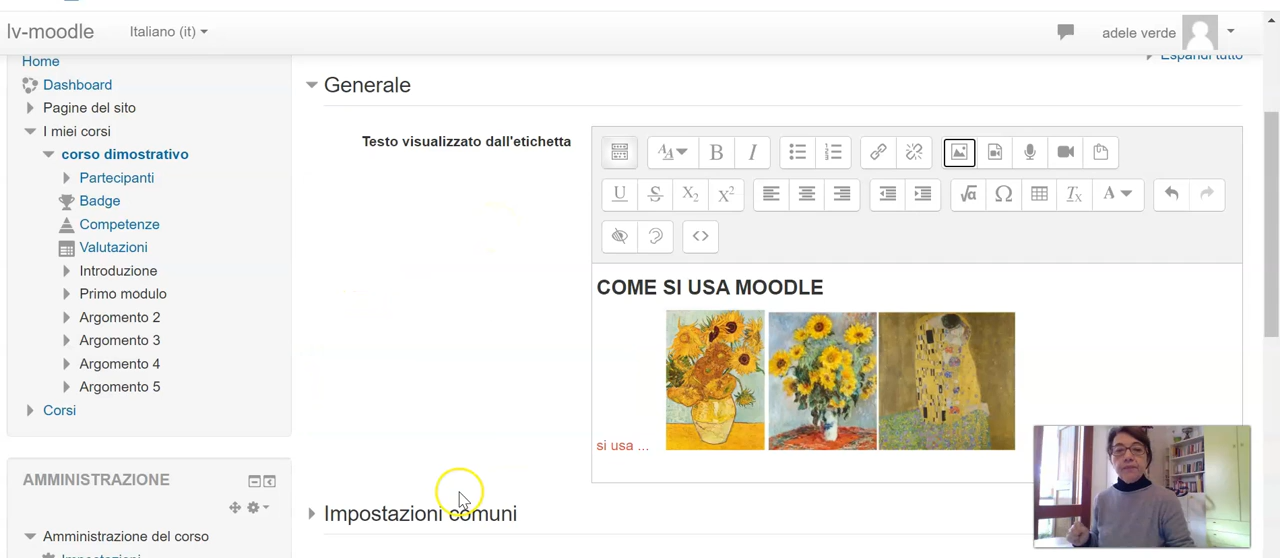 lv-moodle
Italiano (it)
adele verde
Home
Dashboard
Pagine del sito
I miei corsi
corso dimostrativo
Partecipanti
Badge
Competenze
Valutazioni
Introduzione
Primo modulo
Argomento 2
Argomento 3
Argomento 4
Argomento 5
Corsi
AMMINISTRAZIONE
Amministrazione del corso
Impostazioni
Espandi tutto
Generale
Testo visualizzato dall'etichetta
COME SI USA MOODLE
si usa ...
Impostazioni comuni